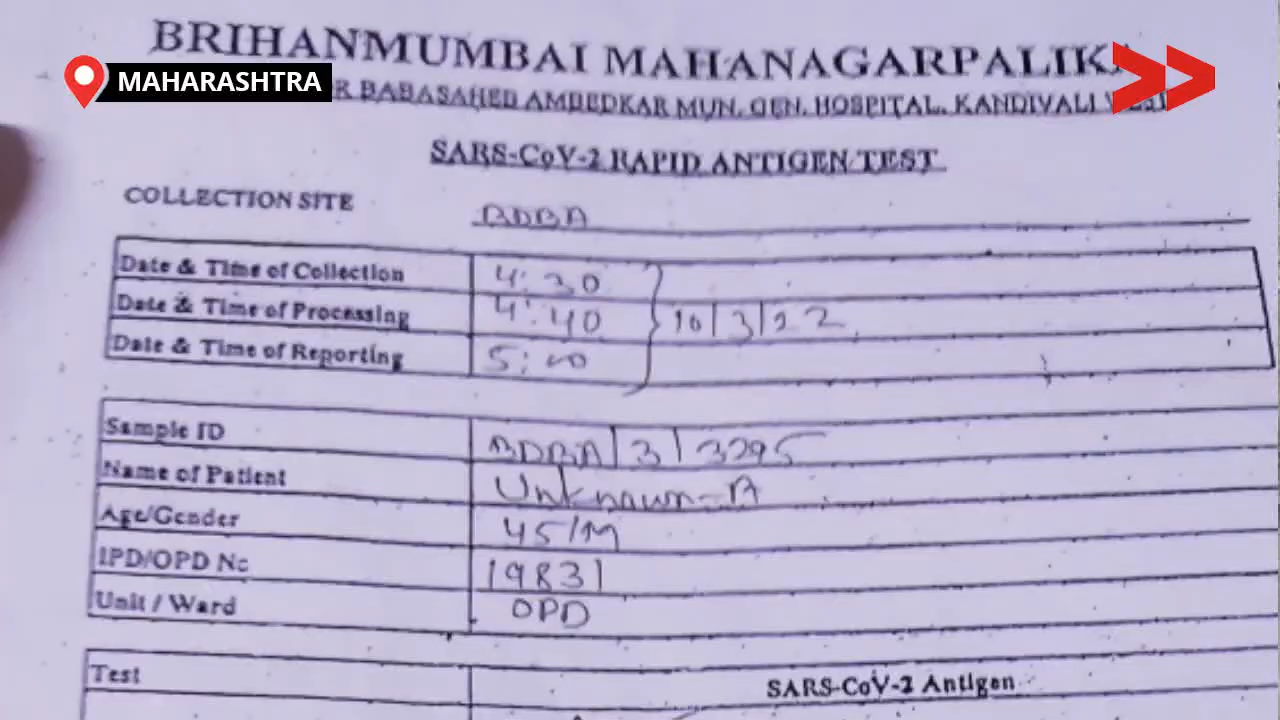 BRIHANMUMBAI MAHANAGARPALIKA
MAHARASHTRA
R BABASAHEB AMBEDKAR MUN. GEN. HOSPITAL, KANDIVALI
SARS-CoV-2 RAPID ANTIGEN TEST
COLLECTION SITE BDBA
Date & Time of Collection 4:30
Date & Time of Processing 4:40 10/3/22
Date & Time of Reporting 5:
Sample ID BDBA/3/3295
Name of Patient Unknown-A
Age/Gender 45/M
IPD/OPD No 19831
Unit / Ward OPD
Test SARS-CoV-2 Antigen